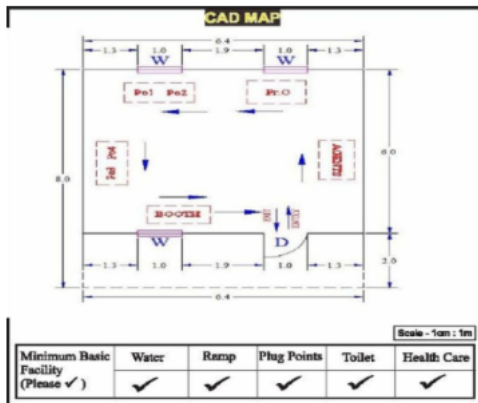 CAD MAP
6.4
1.3 1.0 1.9 1.0 1.3
W W
Po1 Po2 Pr.O
8.0 6.0
AGENTS
BOOTH
EXIT
W D
1.3 1.0 1.9 1.0 1.3 2.0
6.4
Scale - 1cm : 1m
Minimum Basic Facility (Please ✓) Water Ramp Plug Points Toilet Health Care
✓ ✓ ✓ ✓ ✓